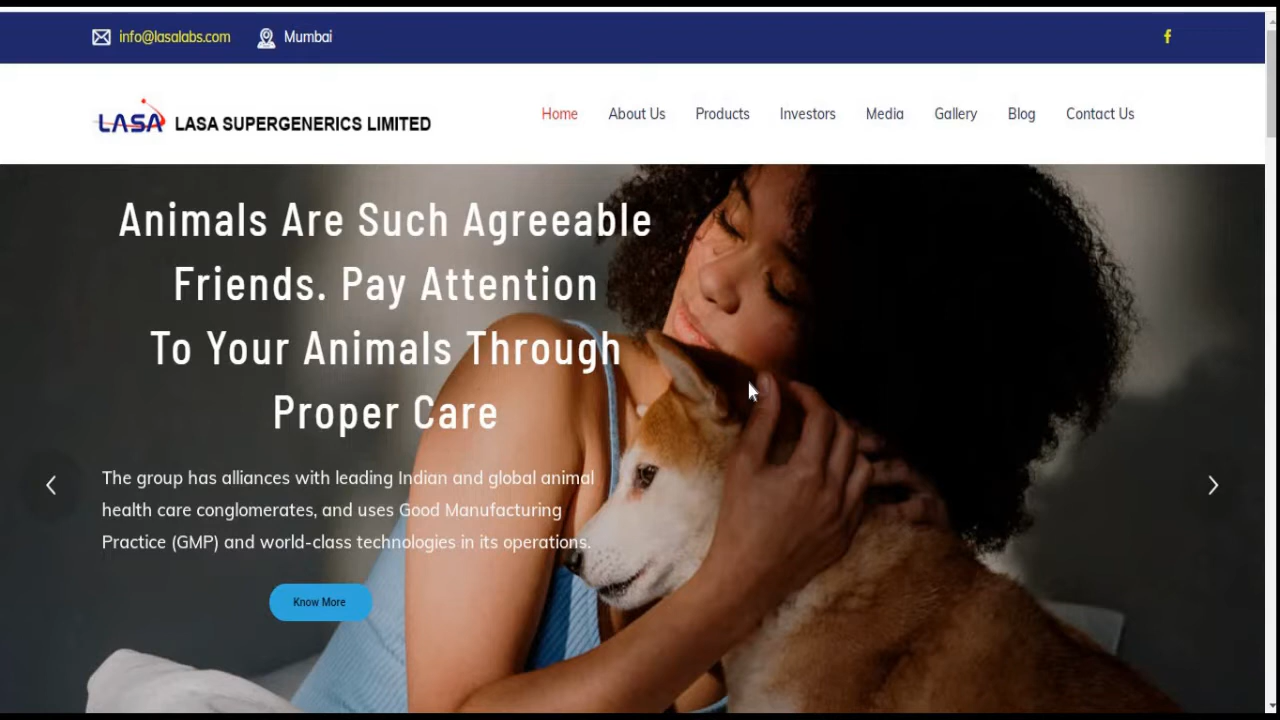 info@lasalabs.com Mumbai
LASA LASA SUPERGENERICS LIMITED Home About Us Products Investors Media Gallery Blog Contact Us
Animals Are Such Agreeable
Friends. Pay Attention
To Your Animals Through
Proper Care
The group has alliances with leading Indian and global animal
health care conglomerates, and uses Good Manufacturing
Practice (GMP) and world-class technologies in its operations.
Know More